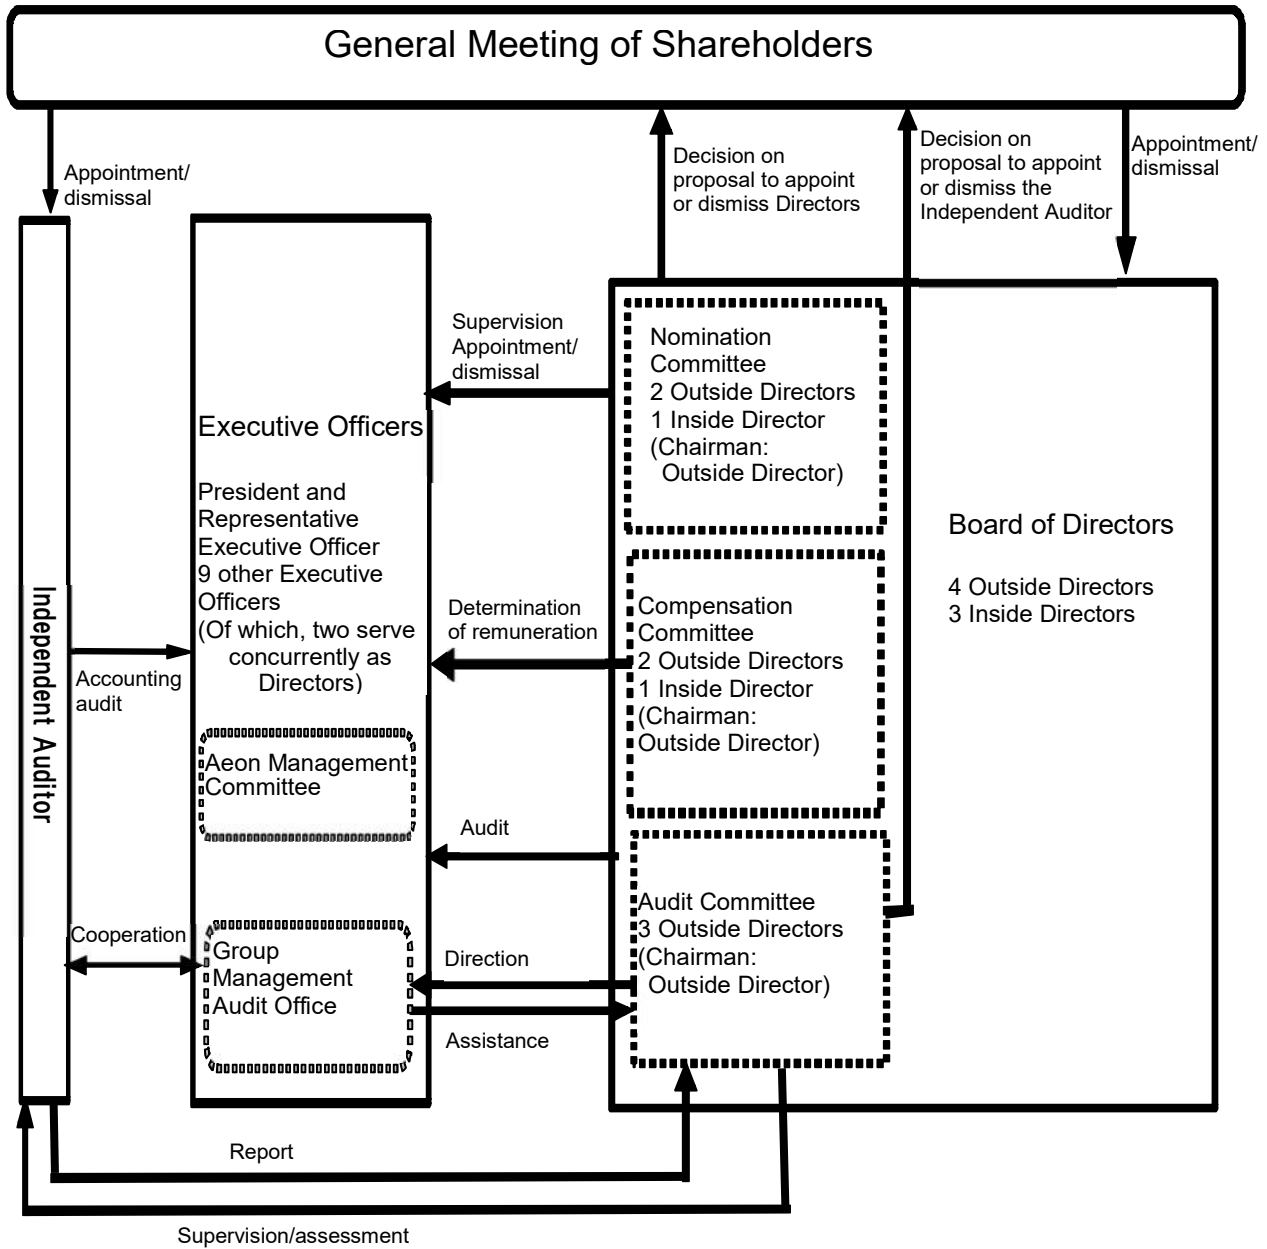 General Meeting of Shareholders
Appointment/
dismissal
Decision on
proposal to appoint
or dismiss Directors
Decision on
proposal to appoint
or dismiss the
Independent Auditor
Appointment/
dismissal
Independent Auditor
Executive Officers
President and
Representative
Executive Officer
9 other Executive
Officers
(Of which, two serve
concurrently as
Directors)
Aeon Management
Committee
Group
Management
Audit Office
Accounting
audit
Cooperation
Supervision
Appointment/
dismissal
Determination
of remuneration
Audit
Direction
Assistance
Nomination
Committee
2 Outside Directors
1 Inside Director
(Chairman:
Outside Director)
Compensation
Committee
2 Outside Directors
1 Inside Director
(Chairman:
Outside Director)
Audit Committee
3 Outside Directors
(Chairman:
Outside Director)
Board of Directors
4 Outside Directors
3 Inside Directors
Report
Supervision/assessment